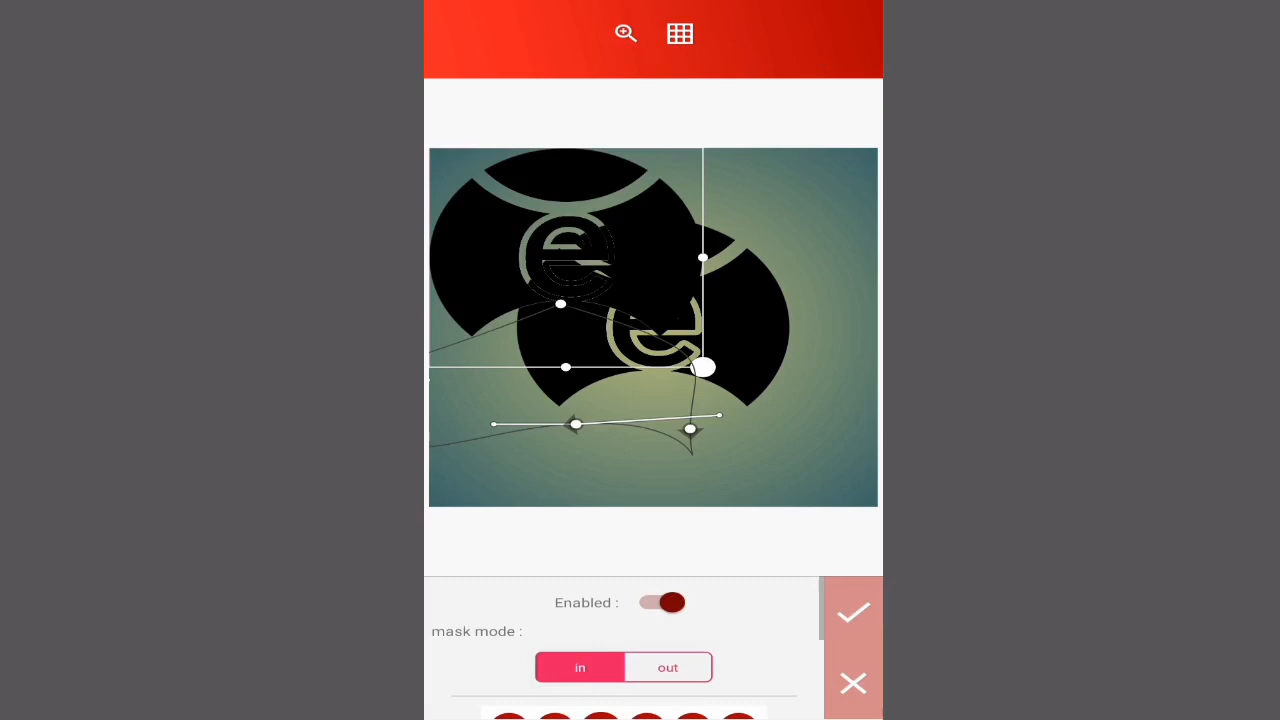 e
e
Enabled :
mask mode :
in out